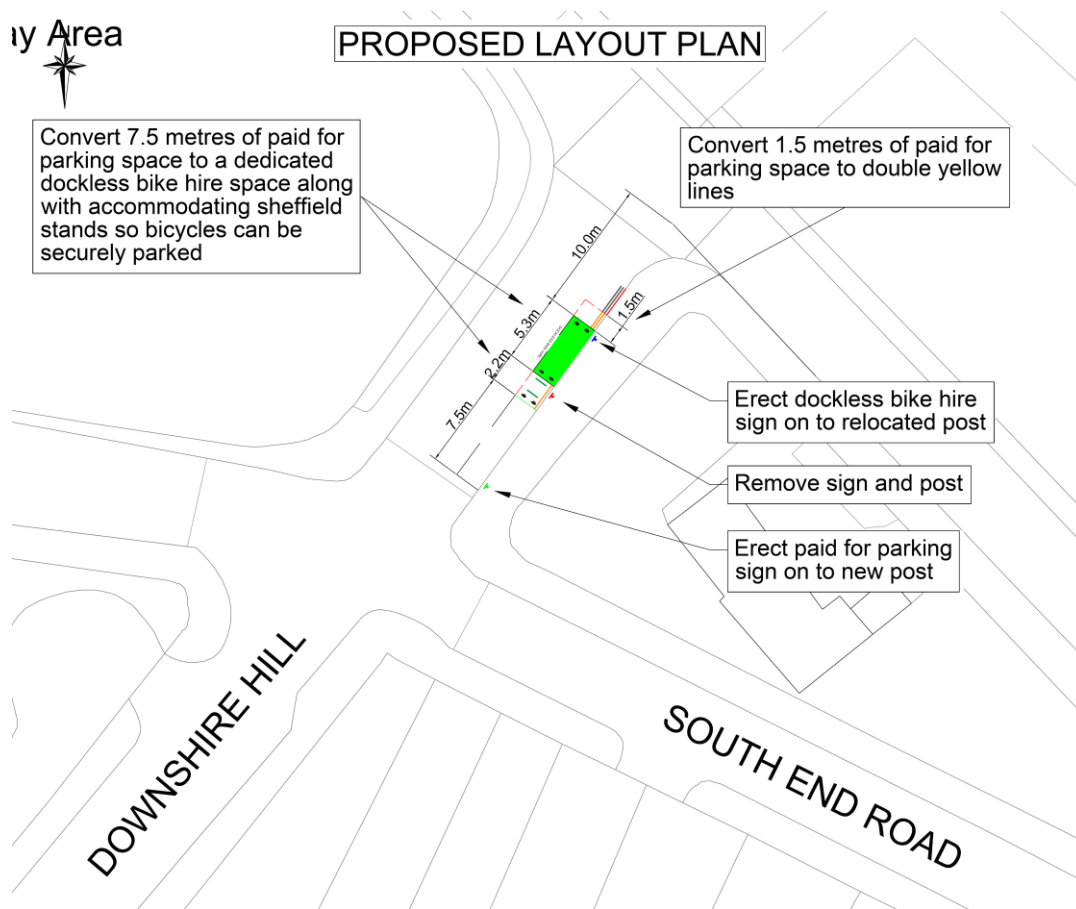 ay Area
PROPOSED LAYOUT PLAN
Convert 7.5 metres of paid for
parking space to a dedicated
dockless bike hire space along
with accommodating sheffield
stands so bicycles can be
securely parked
Convert 1.5 metres of paid for
parking space to double yellow
lines
10.0m
1.5m
5.3m
2.2m
7.5m
Erect dockless bike hire
sign on to relocated post
Remove sign and post
Erect paid for parking
sign on to new post
DOWNSHIRE HILL
SOUTH END ROAD